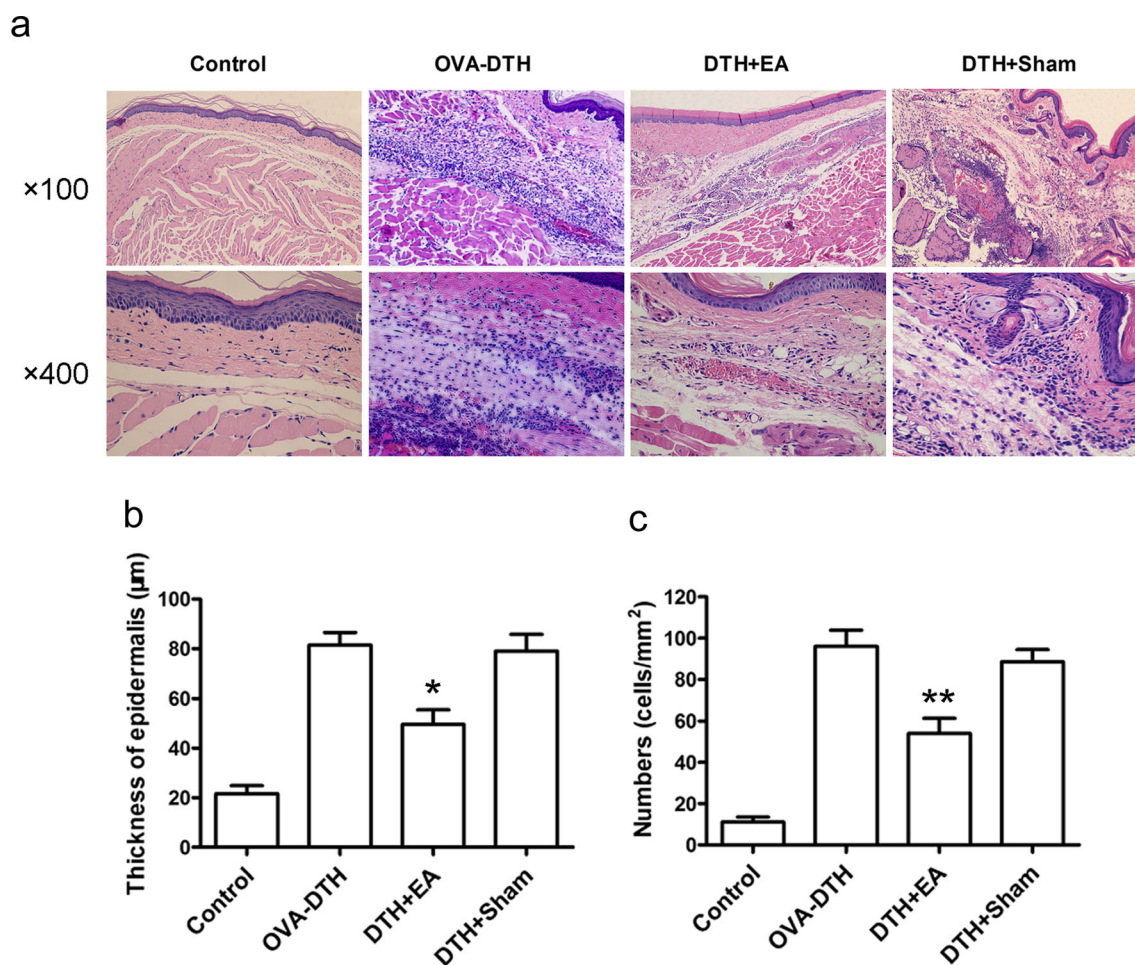 a
Control OVA-DTH DTH+EA DTH+Sham
×100
×400
b
Thickness of epidermalis (μm)
100
80
60
40
20
0
*
Control OVA-DTH DTH+EA DTH+Sham
c
Numbers (cells/mm²)
120
100
80
60
40
20
0
**
Control OVA-DTH DTH+EA DTH+Sham